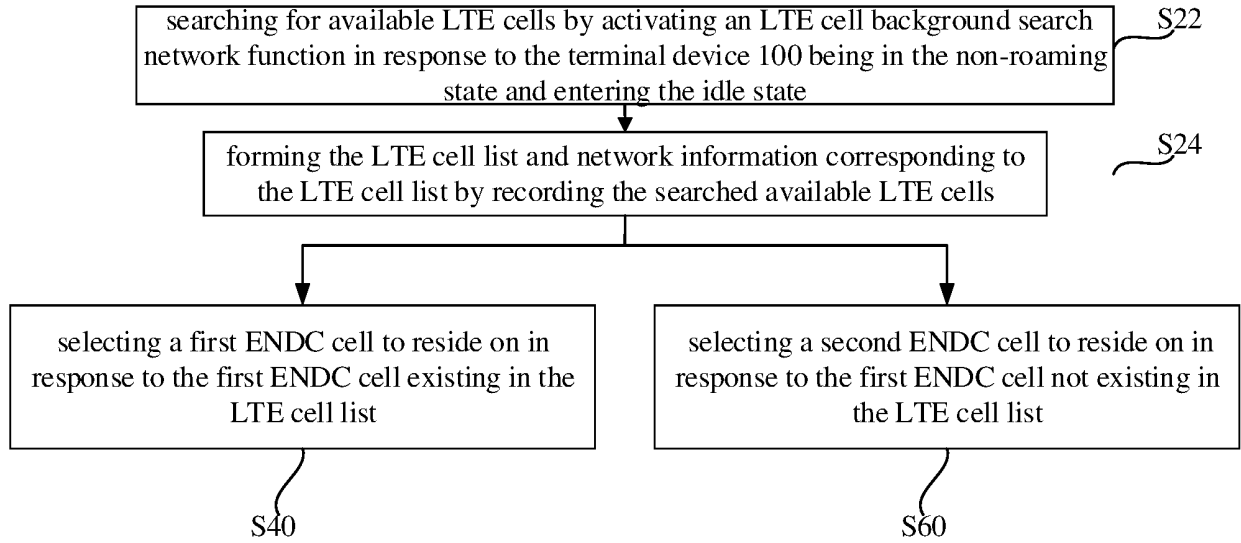 searching for available LTE cells by activating an LTE cell background search
network function in response to the terminal device 100 being in the non-roaming
state and entering the idle state
S22
forming the LTE cell list and network information corresponding to
the LTE cell list by recording the searched available LTE cells
S24
selecting a first ENDC cell to reside on in
response to the first ENDC cell existing in the
LTE cell list
selecting a second ENDC cell to reside on in
response to the first ENDC cell not existing in
the LTE cell list
S40
S60